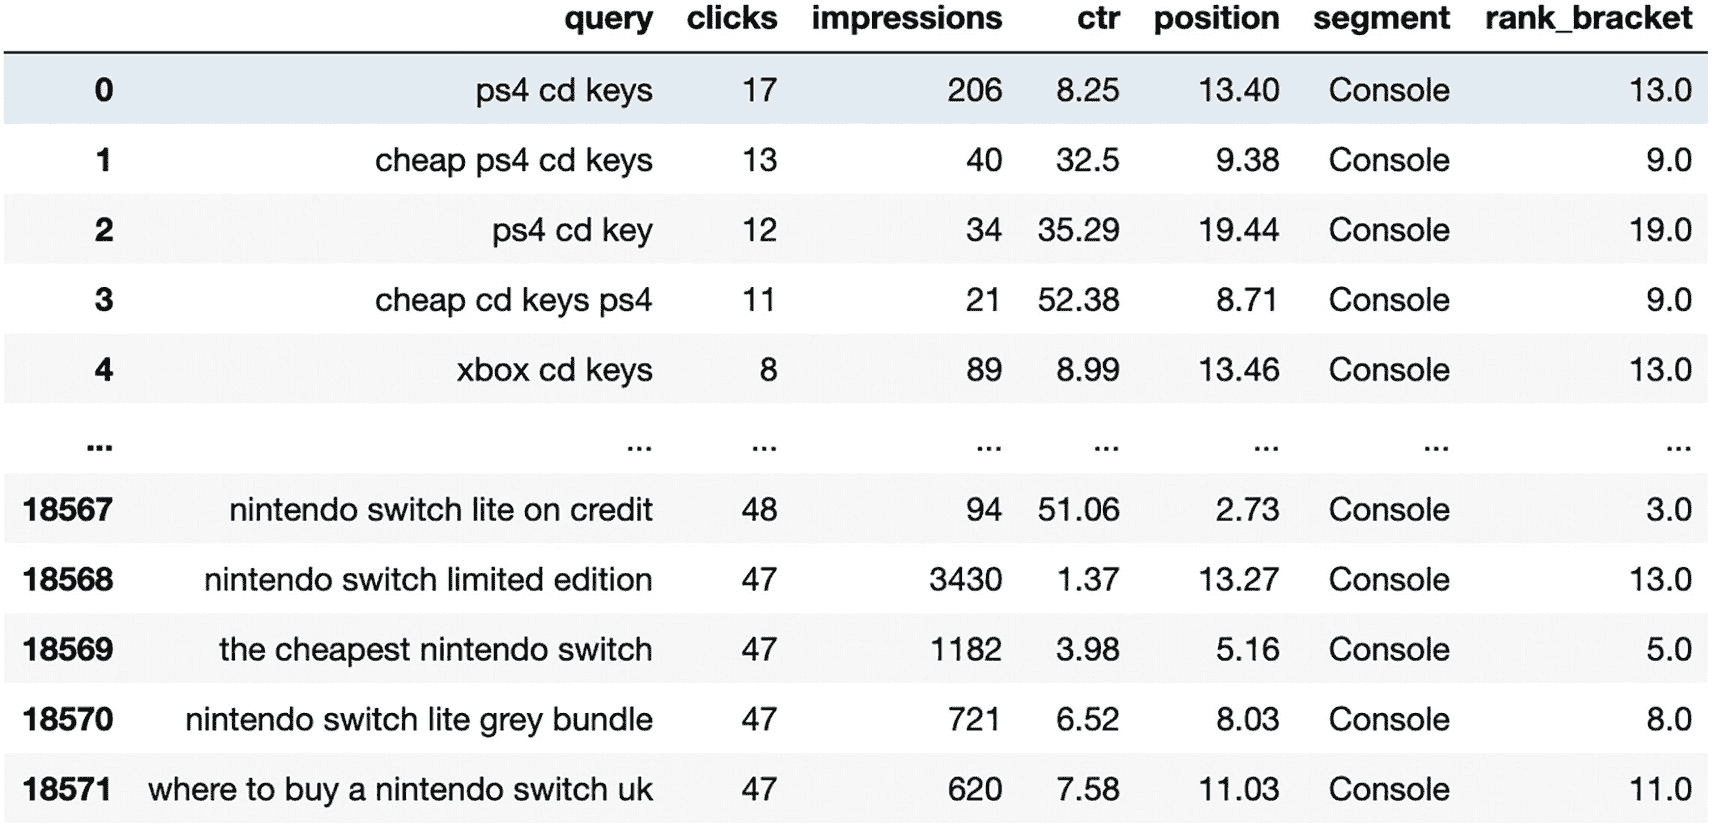 query clicks impressions ctr position segment rank_bracket
0 ps4 cd keys 17 206 8.25 13.40 Console 13.0
1 cheap ps4 cd keys 13 40 32.5 9.38 Console 9.0
2 ps4 cd key 12 34 35.29 19.44 Console 19.0
3 cheap cd keys ps4 11 21 52.38 8.71 Console 9.0
4 xbox cd keys 8 89 8.99 13.46 Console 13.0
... ... ... ... ... ... ... ...
18567 nintendo switch lite on credit 48 94 51.06 2.73 Console 3.0
18568 nintendo switch limited edition 47 3430 1.37 13.27 Console 13.0
18569 the cheapest nintendo switch 47 1182 3.98 5.16 Console 5.0
18570 nintendo switch lite grey bundle 47 721 6.52 8.03 Console 8.0
18571 where to buy a nintendo switch uk 47 620 7.58 11.03 Console 11.0